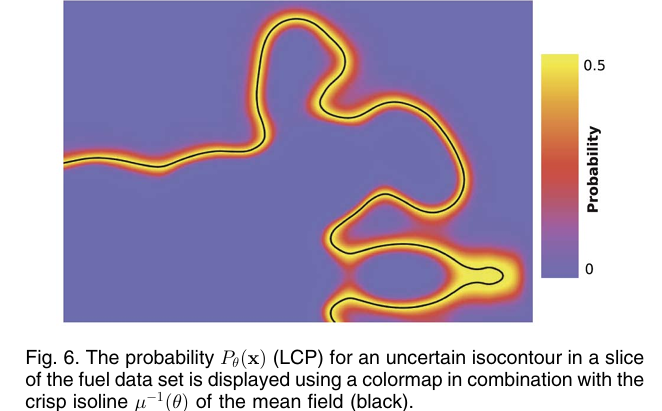 0.5
Probability
0
Fig. 6. The probability Pθ(x) (LCP) for an uncertain isocontour in a slice
of the fuel data set is displayed using a colormap in combination with the
crisp isoline μ⁻¹(θ) of the mean field (black).